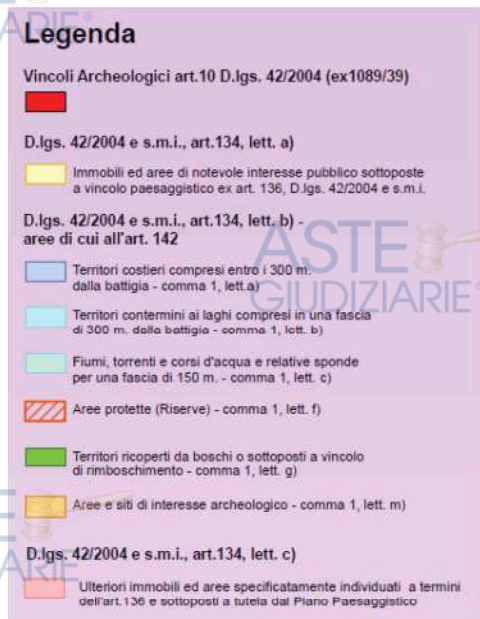 Legenda
Vincoli Archeologici art.10 D.lgs. 42/2004 (ex1089/39)
D.lgs. 42/2004 e s.m.i., art.134, lett. a)
Immobili ed aree di notevole interesse pubblico sottoposte
a vincolo paesaggistico ex art. 136, D.lgs. 42/2004 e s.m.i.
D.lgs. 42/2004 e s.m.i., art.134, lett. b) -
aree di cui all'art. 142
Territori costieri compresi entro i 300 m.
dalla battigia - comma 1, lett.a)
Territori contermini ai laghi compresi in una fascia
di 300 m. dalla battigia - comma 1, lett. b)
Fiumi, torrenti e corsi d'acqua e relative sponde
per una fascia di 150 m. - comma 1, lett. c)
Aree protette (Riserve) - comma 1, lett. f)
Territori ricoperti da boschi o sottoposti a vincolo
di rimboschimento - comma 1, lett. g)
Aree e siti di interesse archeologico - comma 1, lett. m)
D.lgs. 42/2004 e s.m.i., art.134, lett. c)
Ulteriori immobili ed aree specificatamente individuati a termini
dell'art.136 e sottoposti a tutela dal Piano Paesaggistico
ASTE
GIUDIZIARIE®
ARIE®
ARIE